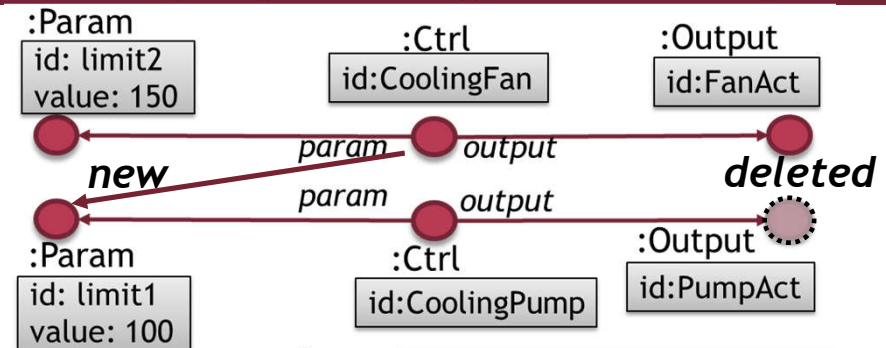 :Param
id: limit2
value: 150
:Ctrl
id:CoolingFan
:Output
id:FanAct
param
output
new
deleted
param
output
:Param
id: limit1
value: 100
:Ctrl
id:CoolingPump
:Output
id:PumpAct